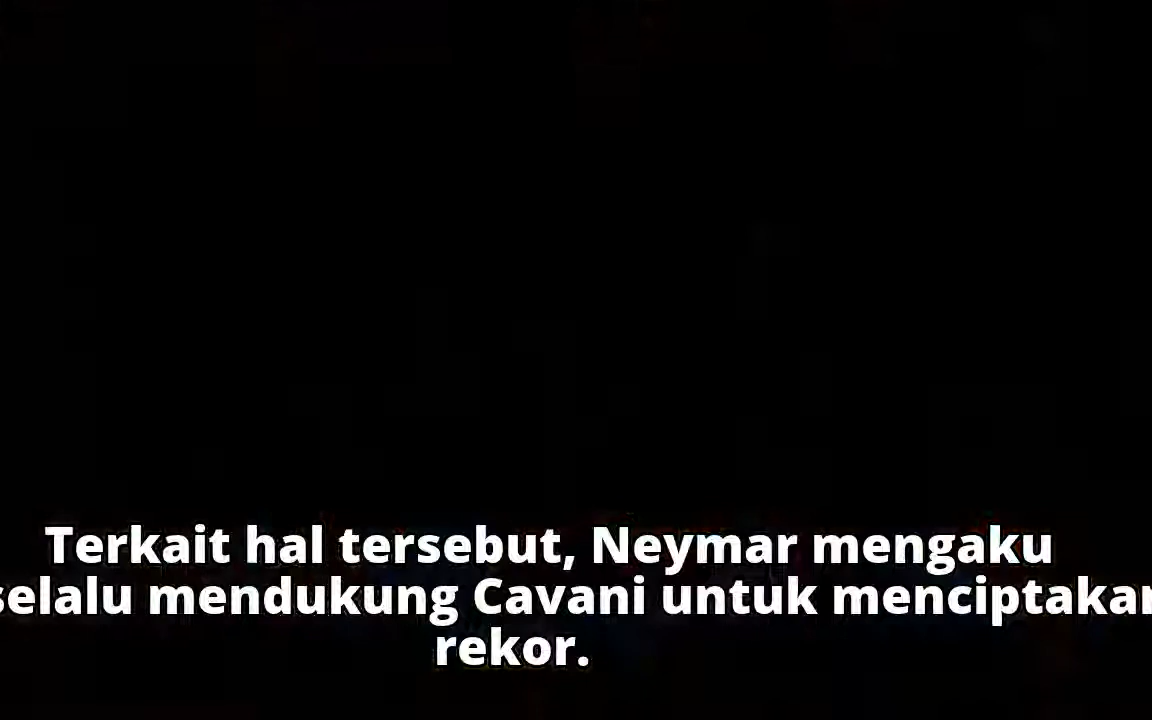 Terkait hal tersebut, Neymar mengaku
selalu mendukung Cavani untuk menciptakan
rekor.